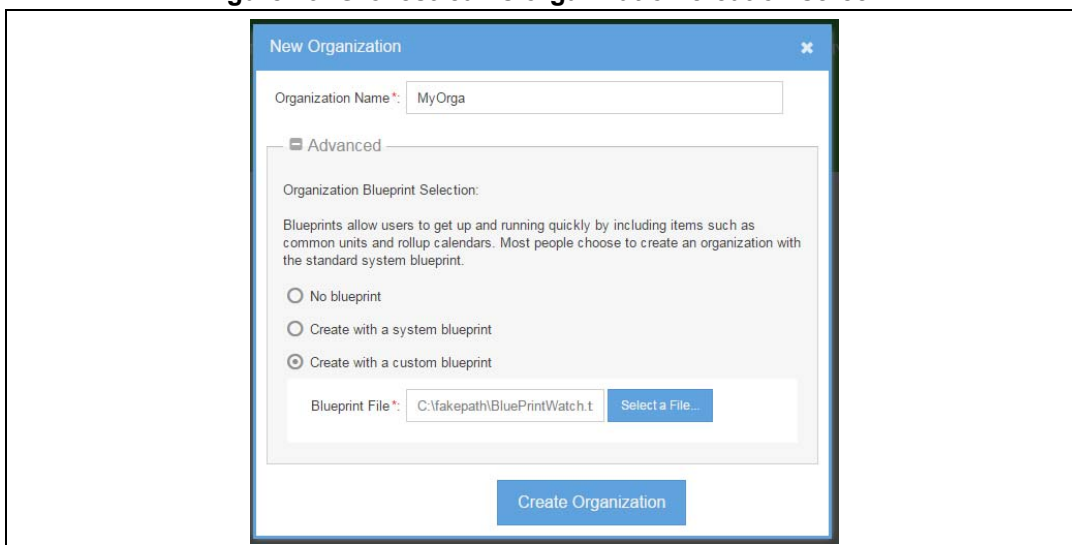 New Organization
Organization Name*: MyOrga
Advanced
Organization Blueprint Selection:
Blueprints allow users to get up and running quickly by including items such as
common units and rollup calendars. Most people choose to create an organization with
the standard system blueprint.
No blueprint
Create with a system blueprint
Create with a custom blueprint
Blueprint File*: C:\fakepath\BluePrintWatch.t Select a File...
Create Organization